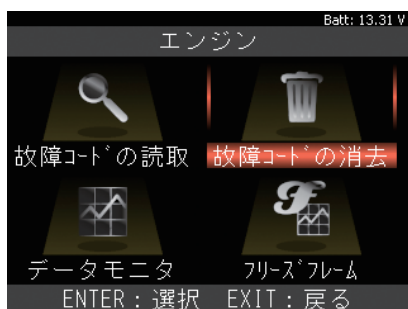 Batt: 13.31 V
エンジン
故障ｺｰﾄﾞの読取 故障ｺｰﾄﾞの消去
データモニタ ﾌﾘｰｽﾞﾌﾚｰﾑ
ENTER：選択 EXIT：戻る